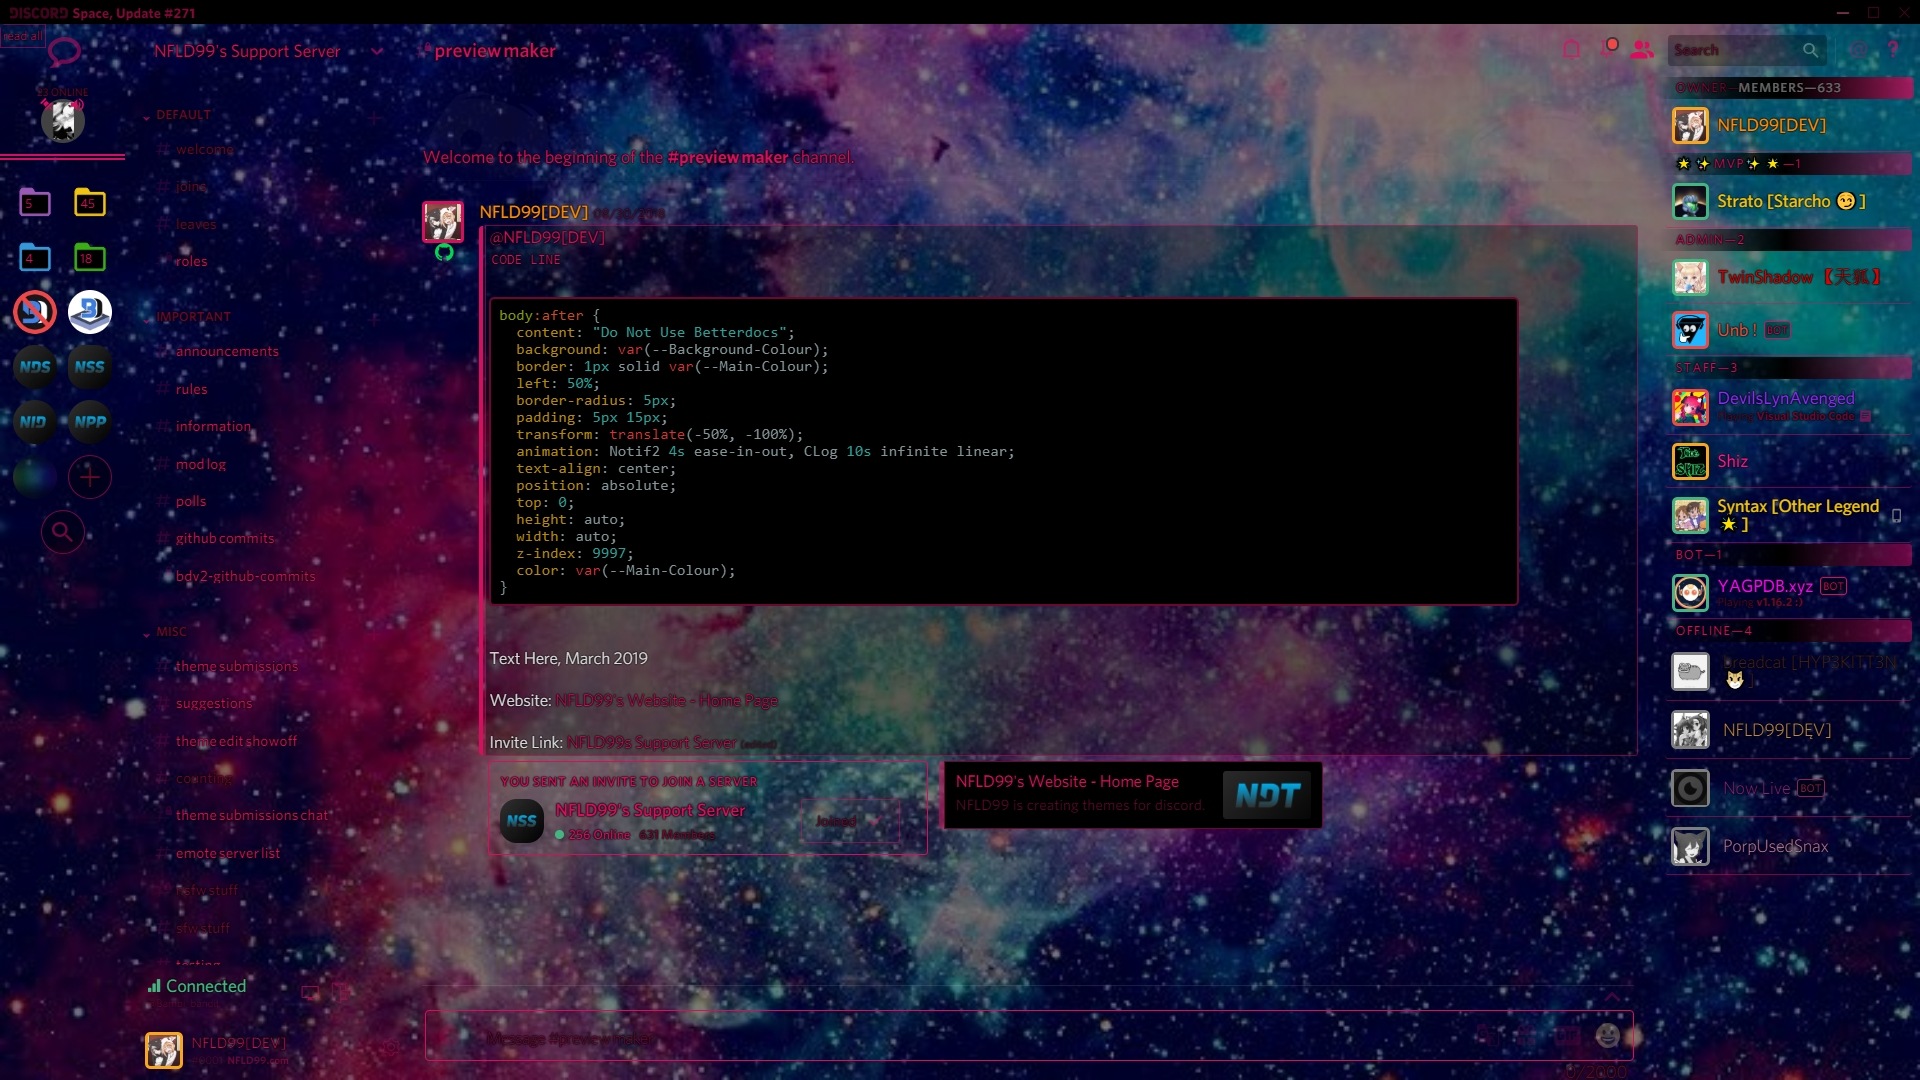 DISCORD Space, Update #271
read all
NFLD99's Support Server
preview maker
Search
23 ONLINE
5
45
4
18
NDS
NSS
NID
NPP
DEFAULT
welcome
joins
leaves
roles
IMPORTANT
announcements
rules
information
mod log
polls
github commits
bdv2-github-commits
MISC
theme submissions
suggestions
theme edit showoff
counting
theme submissions chat
emote server list
nsfw stuff
sfw stuff
testing
Connected
NFLD99[DEV]
NFLD99.com
Welcome to the beginning of the #preview maker channel.
NFLD99[DEV]
@NFLD99[DEV]
CODE LINE
body:after {
content: "Do Not Use Betterdocs";
background: var(--Background-Colour);
border: 1px solid var(--Main-Colour);
left: 50%;
border-radius: 5px;
padding: 5px 15px;
transform: translate(-50%, -100%);
animation: Notif2 4s ease-in-out, CLog 10s infinite linear;
text-align: center;
position: absolute;
top: 0;
height: auto;
width: auto;
z-index: 9997;
color: var(--Main-Colour);
}
Text Here, March 2019
Website: NFLD99's Website - Home Page
Invite Link: NFLD99s Support Server (edited)
YOU SENT AN INVITE TO JOIN A SERVER
NSS
NFLD99's Support Server
256 Online 631 Members
Joined
NFLD99's Website - Home Page
NFLD99 is creating themes for discord.
NDT
Message #preview maker
OWNER MEMBERS—633
NFLD99[DEV]
MVP —1
Strato [Starcho 😏 ]
ADMIN—2
TwinShadow 【天狐】
Unb ! BOT
STAFF—3
DevilsLynAvenged
Playing Visual Studio Code
The SHIZ
Shiz
Syntax [Other Legend
⭐ ]
BOT—1
YAGPDB.xyz BOT
Playing v1.16.2 :)
OFFLINE—4
breadcat [HYP3KITT3N
]
NFLD99[DEV]
Now Live BOT
PorpUsedSnax